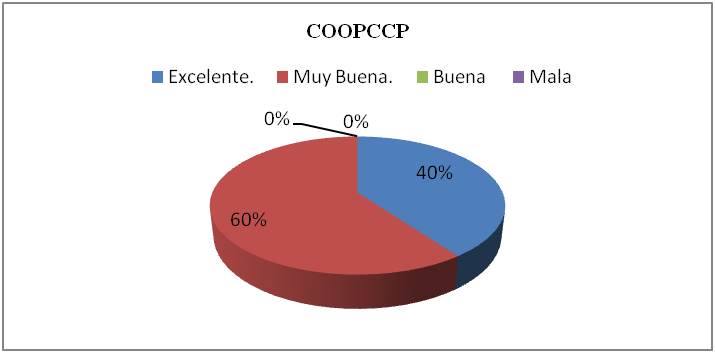 COOPCCP
Excelente. Muy Buena. Buena Mala
0% 0%
40%
60%